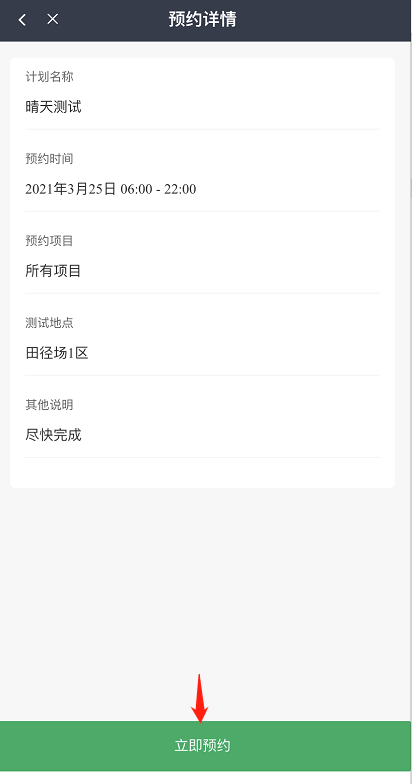 预约详情
计划名称
晴天测试
预约时间
2021年3月25日 06:00 - 22:00
预约项目
所有项目
测试地点
田径场1区
其他说明
尽快完成
立即预约